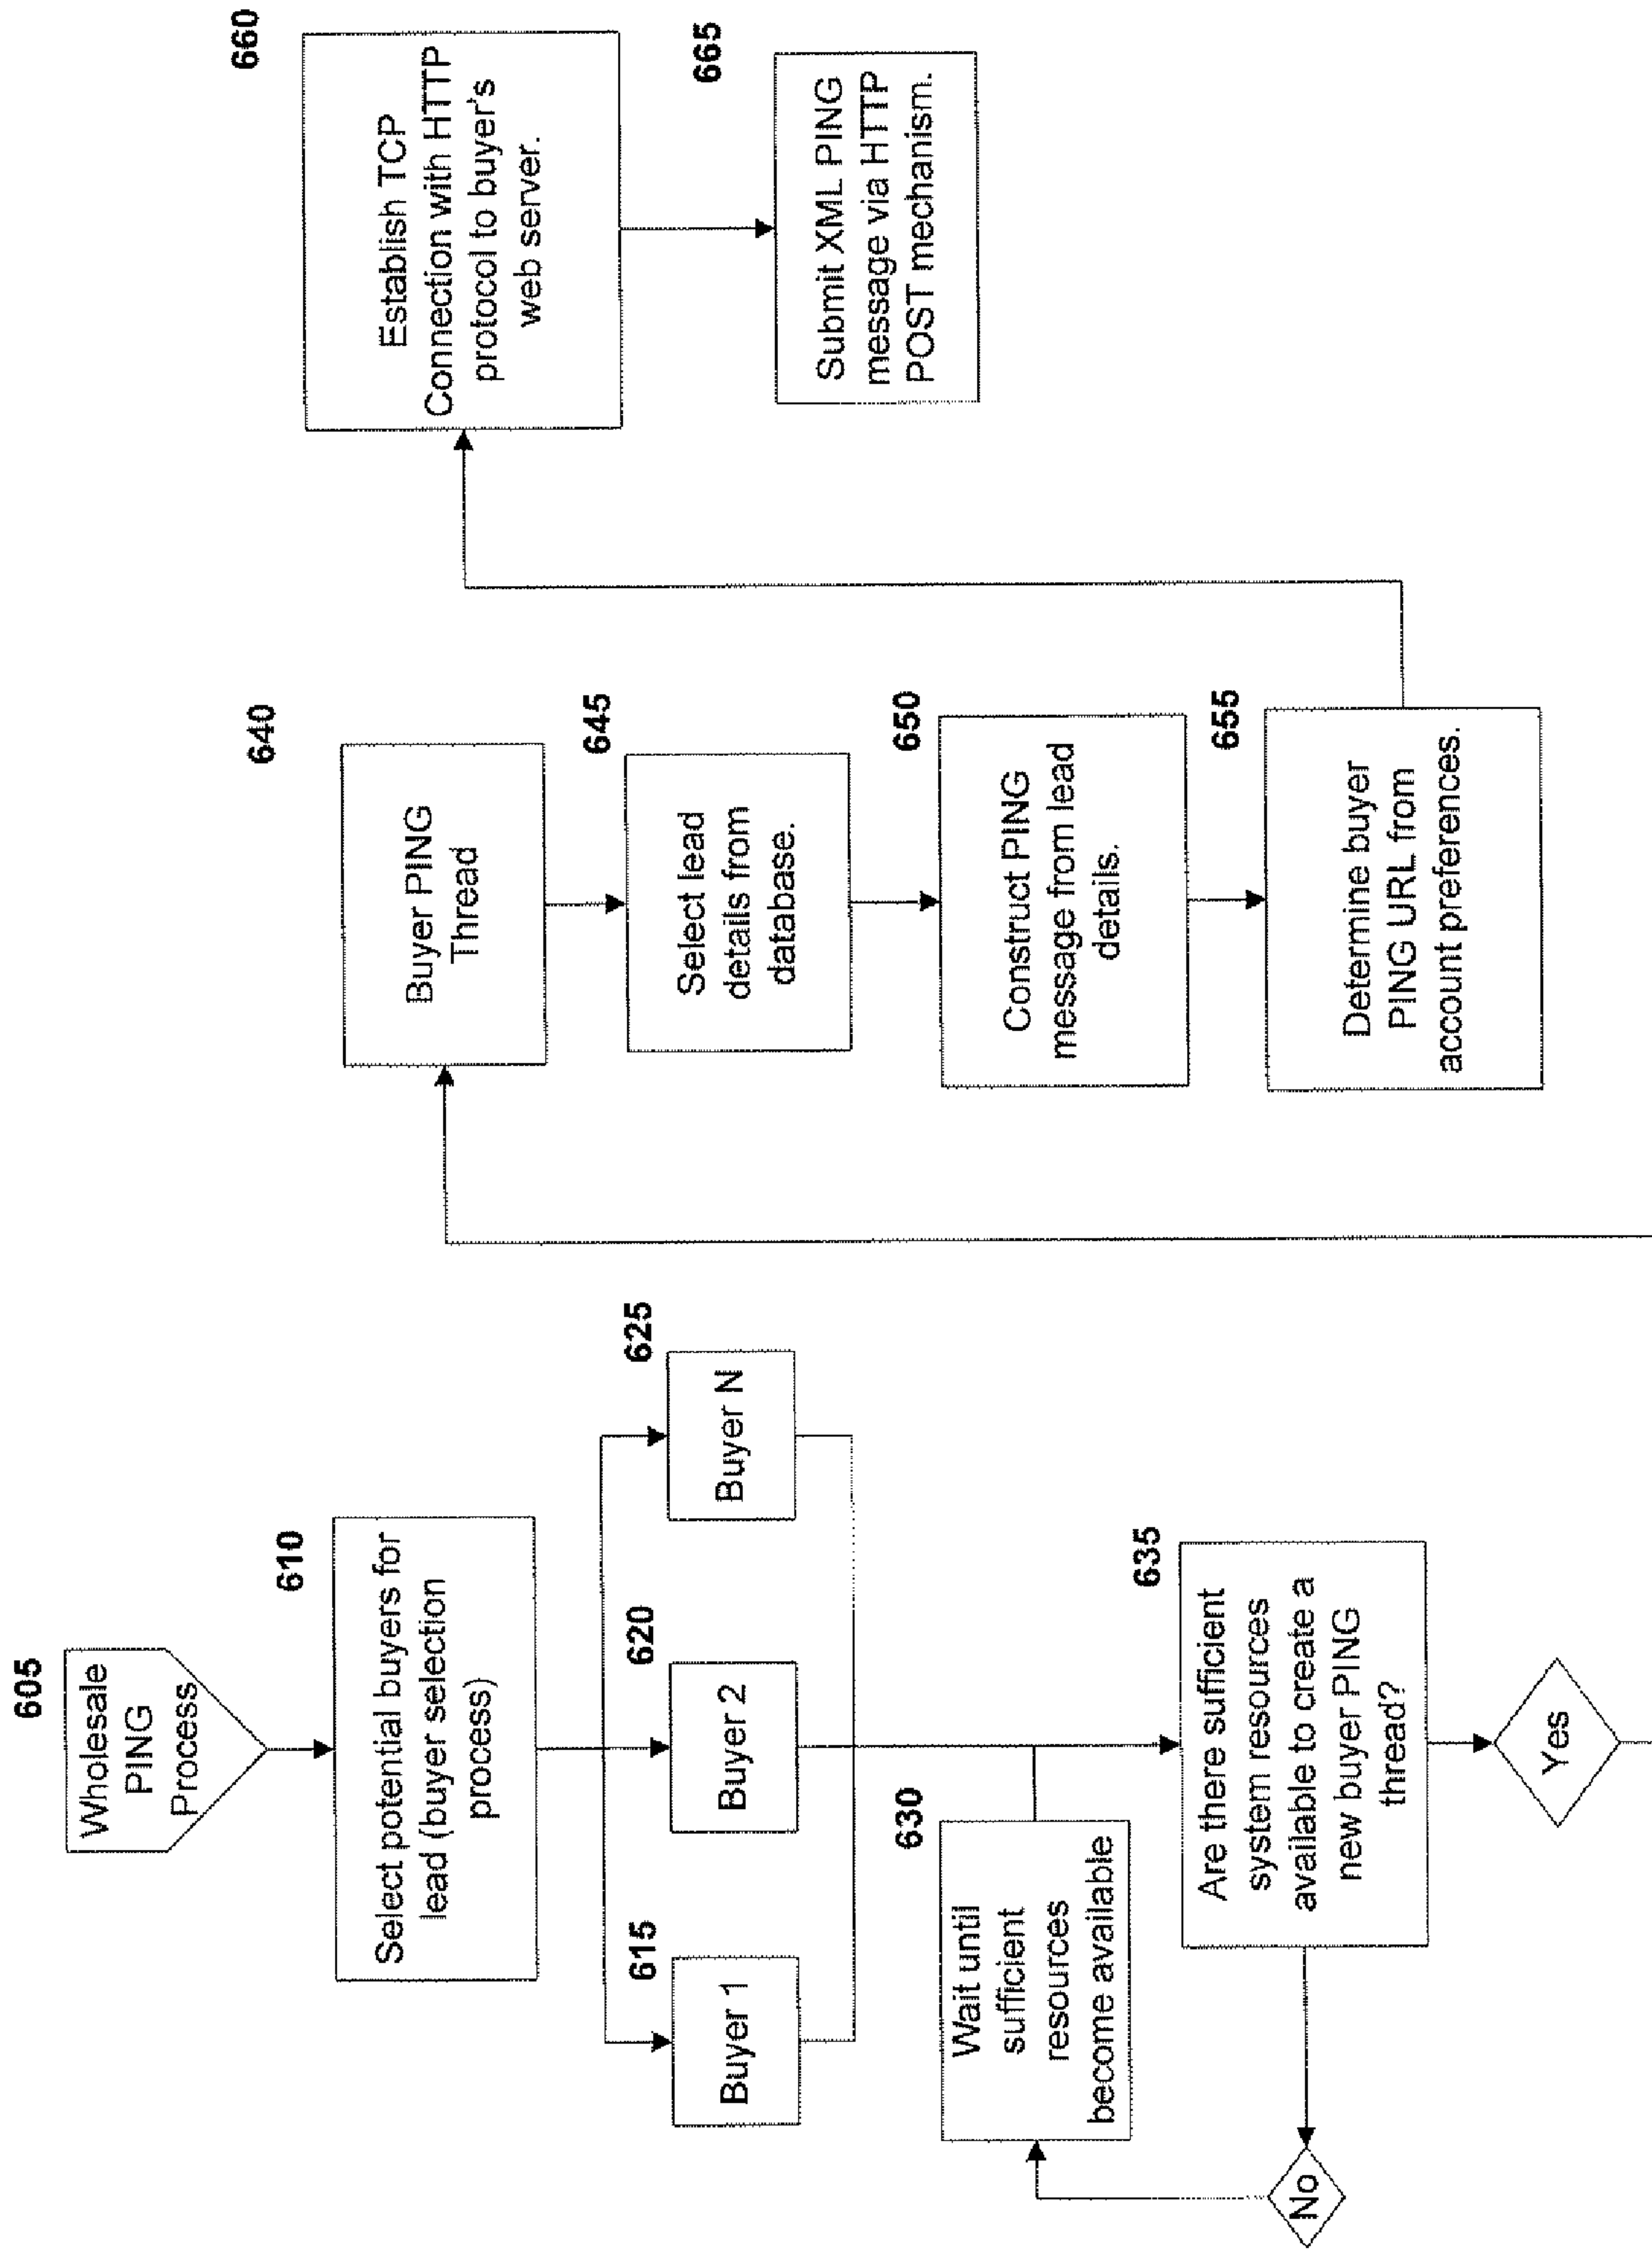 605
Wholesale
PING
Process
610
Select potential buyers for
lead (buyer selection
process)
615
Buyer 1
620
Buyer 2
625
Buyer N
630
Wait until
sufficient
resources
become available
635
Are there sufficient
system resources
available to create a
new buyer PING
thread?
No
Yes
640
Buyer PING
Thread
645
Select lead
details from
database.
650
Construct PING
message from lead
details.
655
Determine buyer
PING URL from
account preferences.
660
Establish TCP
Connection with HTTP
protocol to buyer's
web server.
665
Submit XML PING
message via HTTP
POST mechanism.